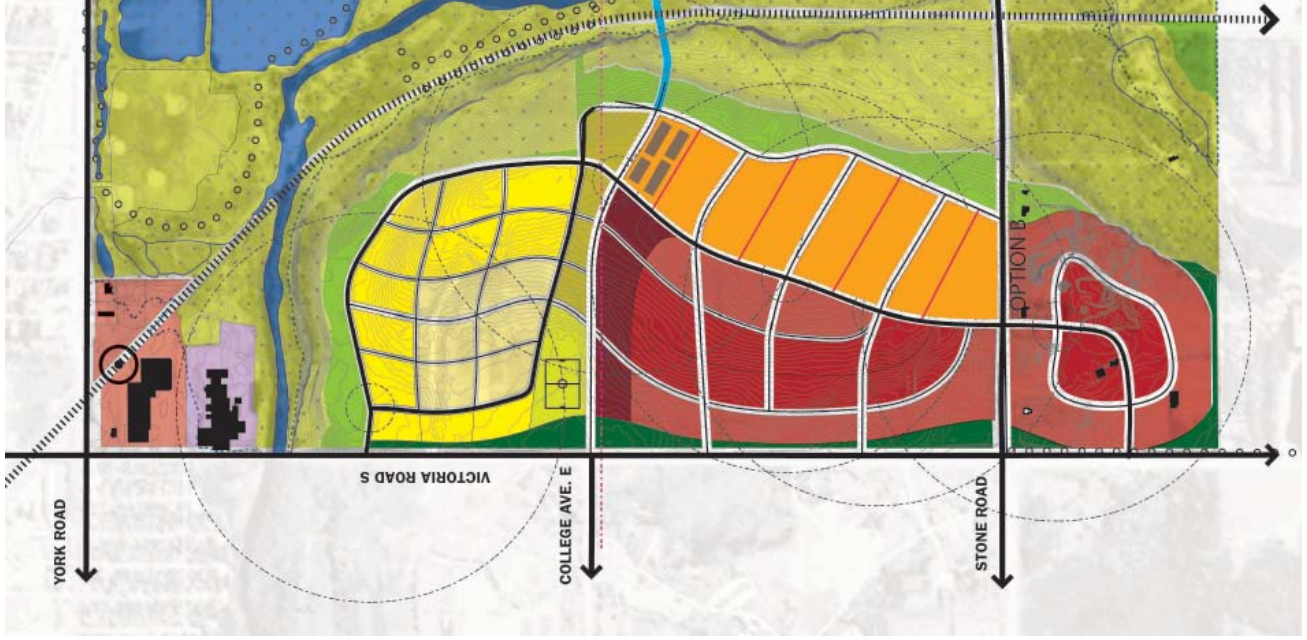 OPTION B
VICTORIA ROAD S
YORK ROAD
COLLEGE AVE. E
STONE ROAD